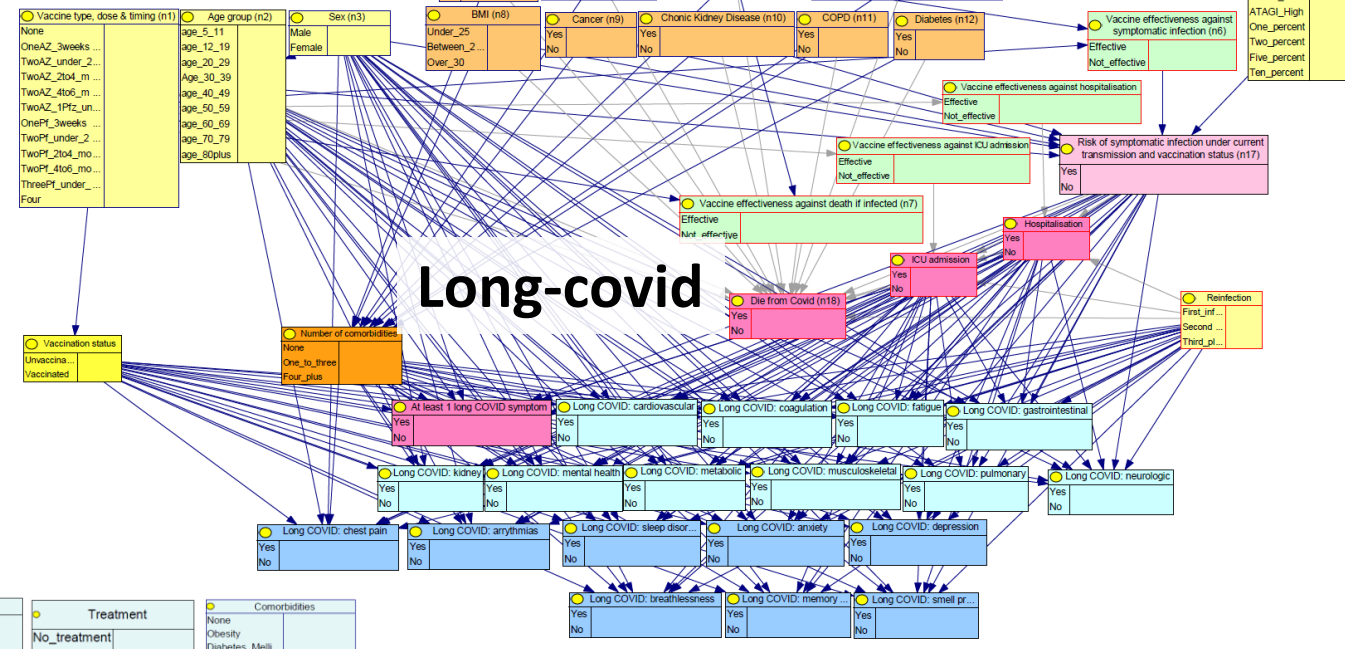 Vaccine type, dose & timing (n1)
None
OneAZ_3weeks ...
TwoAZ_under_2...
TwoAZ_2to4_m ...
TwoAZ_4to6_m ...
TwoAZ_1Pfz_un...
OnePf_3weeks ...
TwoPf_under_2 ...
TwoPf_2to4_mo...
TwoPf_4to6_mo...
ThreePf_under_ ...
Four
Age group (n2)
age_5_11
age_12_19
age_20_29
Age_30_39
age_40_49
age_50_59
age_60_69
age_70_79
age_80plus
Sex (n3)
Male
Female
BMI (n8)
Under_25
Between_2...
Over_30
Cancer (n9)
Yes
No
Chonic Kidney Disease (n10)
Yes
No
COPD (n11)
Yes
No
Diabetes (n12)
Yes
No
Vaccine effectiveness against
symptomatic infection (n6)
Effective
Not_effective
ATAGI_High
One_percent
Two_percent
Five_percent
Ten_percent
Vaccine effectiveness against hospitalisation
Effective
Not_effective
Vaccine effectiveness against ICU admission
Effective
Not_effective
Risk of symptomatic infection under current
transmission and vaccination status (n17)
Yes
No
Vaccine effectiveness against death if infected (n7)
Effective
Not_effective
Hospitalisation
Yes
No
ICU admission
Yes
No
Long-covid
Die from Covid (n18)
Yes
No
Reinfection
First_inf...
Second ...
Third_pl...
Vaccination status
Unvaccina...
Vaccinated
Number of comorbidities
None
One_to_three
Four_plus
At least 1 long COVID symptom
Yes
No
Long COVID: cardiovascular
Yes
No
Long COVID: coagulation
Yes
No
Long COVID: fatigue
Yes
No
Long COVID: gastrointestinal
Yes
No
Long COVID: kidney
Yes
No
Long COVID: mental health
Yes
No
Long COVID: metabolic
Yes
No
Long COVID: musculoskeletal
Yes
No
Long COVID: pulmonary
Yes
No
Long COVID: neurologic
Yes
No
Long COVID: chest pain
Yes
No
Long COVID: arrythmias
Yes
No
Long COVID: sleep disor...
Yes
No
Long COVID: anxiety
Yes
No
Long COVID: depression
Yes
No
Long COVID: breathlessness
Yes
No
Long COVID: memory ...
Yes
No
Long COVID: smell pr...
Yes
No
Treatment
No_treatment
Comorbidities
None
Obesity
Diabetes_Melli...